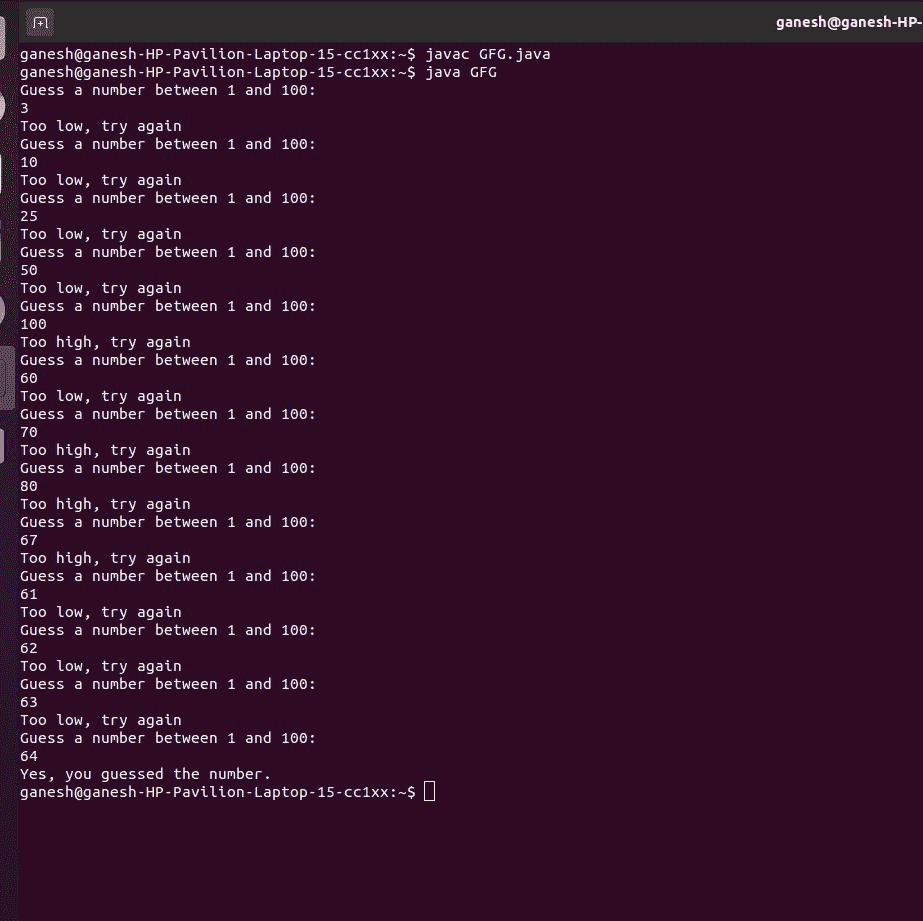 ganesh@ganesh-HP-
ganesh@ganesh-HP-Pavilion-Laptop-15-cc1xx:~$ javac GFG.java
ganesh@ganesh-HP-Pavilion-Laptop-15-cc1xx:~$ java GFG
Guess a number between 1 and 100:
3
Too low, try again
Guess a number between 1 and 100:
10
Too low, try again
Guess a number between 1 and 100:
25
Too low, try again
Guess a number between 1 and 100:
50
Too low, try again
Guess a number between 1 and 100:
100
Too high, try again
Guess a number between 1 and 100:
60
Too low, try again
Guess a number between 1 and 100:
70
Too high, try again
Guess a number between 1 and 100:
80
Too high, try again
Guess a number between 1 and 100:
67
Too high, try again
Guess a number between 1 and 100:
61
Too low, try again
Guess a number between 1 and 100:
62
Too low, try again
Guess a number between 1 and 100:
63
Too low, try again
Guess a number between 1 and 100:
64
Yes, you guessed the number.
ganesh@ganesh-HP-Pavilion-Laptop-15-cc1xx:~$